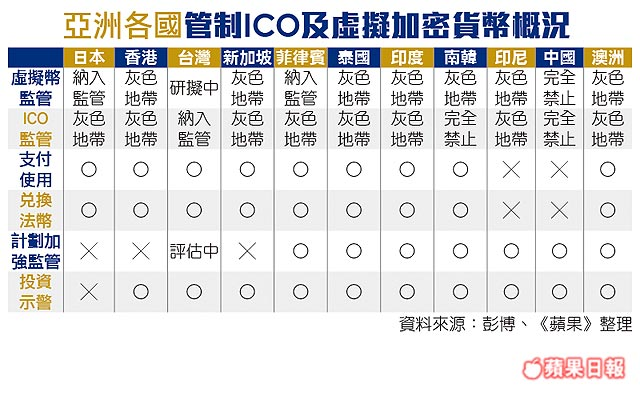 亞洲各國管制ICO及虛擬加密貨幣概況
日本 香港 台灣 新加坡 菲律賓 泰國 印度 南韓 印尼 中國 澳洲
虛擬幣監管 納入監管 灰色地帶 研擬中 灰色地帶 納入監管 灰色地帶 灰色地帶 灰色地帶 灰色地帶 完全禁止 灰色地帶
ICO監管 灰色地帶 灰色地帶 納入監管 灰色地帶 灰色地帶 灰色地帶 灰色地帶 完全禁止 灰色地帶 完全禁止 灰色地帶
支付使用 ○ ○ ○ ○ ○ ○ ○ ○ × × ○
兌換法幣 ○ ○ ○ ○ ○ ○ ○ ○ × × ○
計劃加強監管 × × 評估中 × ○ ○ ○ ○ ○ ○ ○
投資示警 × ○ ○ ○ ○ ○ ○ ○ ○ ○ ○
資料來源：彭博、《蘋果》整理
蘋果日報